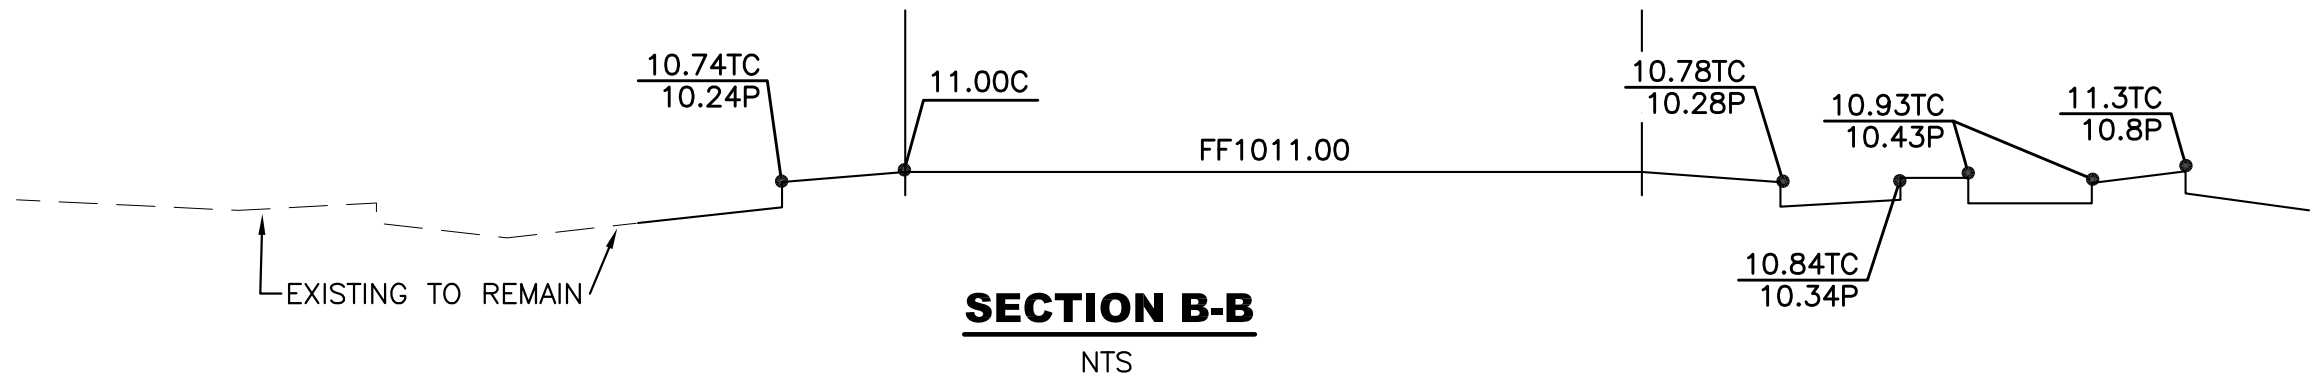 10.74TC
10.24P
11.00C
FF1011.00
10.78TC
10.28P
10.93TC
10.43P
11.3TC
10.8P
10.84TC
10.34P
EXISTING TO REMAIN
SECTION B-B
NTS